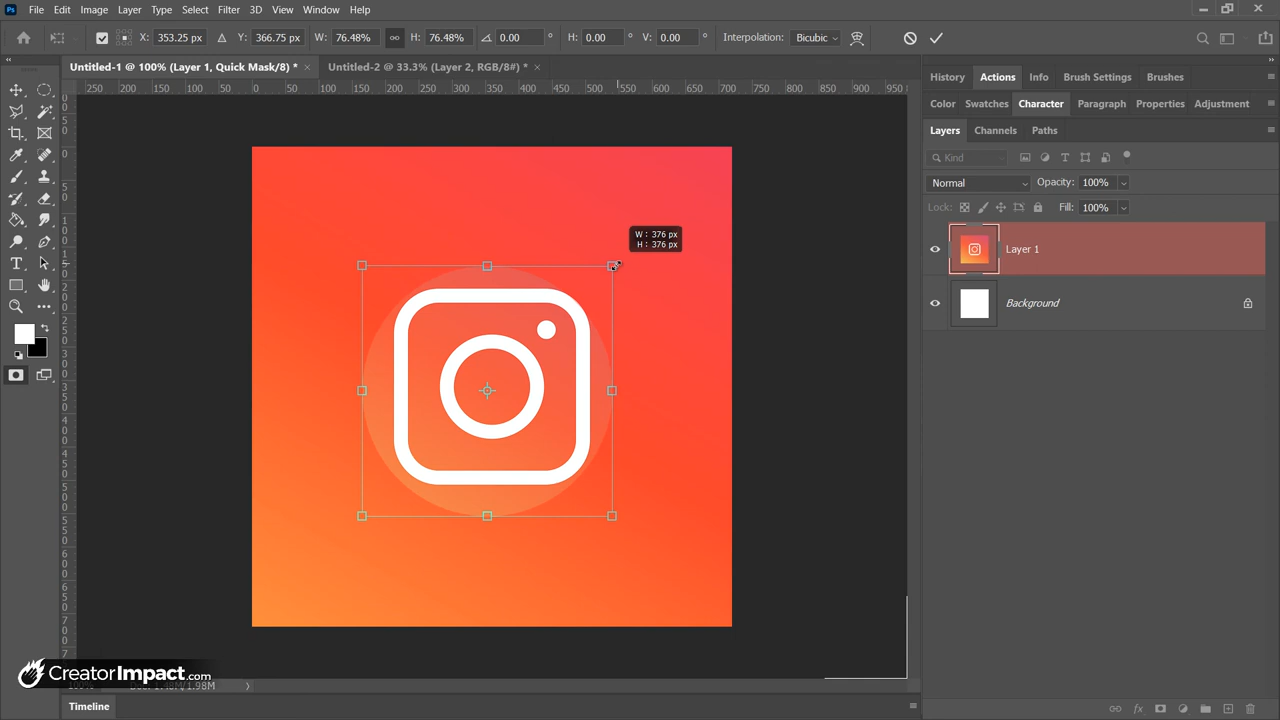 Ps File Edit Image Layer Type Select Filter 3D View Window Help
X: 353.25 px Y: 366.75 px W: 76.48% H: 76.48% 0.00 ° H: 0.00 ° V: 0.00 ° Interpolation: Bicubic
Untitled-1 @ 100% (Layer 1, Quick Mask/8) * × Untitled-2 @ 33.3% (Layer 2, RGB/8#) * ×
250 200 150 100 50 0 50 100 150 200 250 300 350 400 450 500 550 600 650 700 750 800 850 900 950
History Actions Info Brush Settings Brushes
Color Swatches Character Paragraph Properties Adjustment
Layers Channels Paths
Kind
Normal Opacity: 100%
Lock: Fill: 100%
W: 376 px
H: 376 px
Layer 1
Background
CreatorImpact.com
Timeline